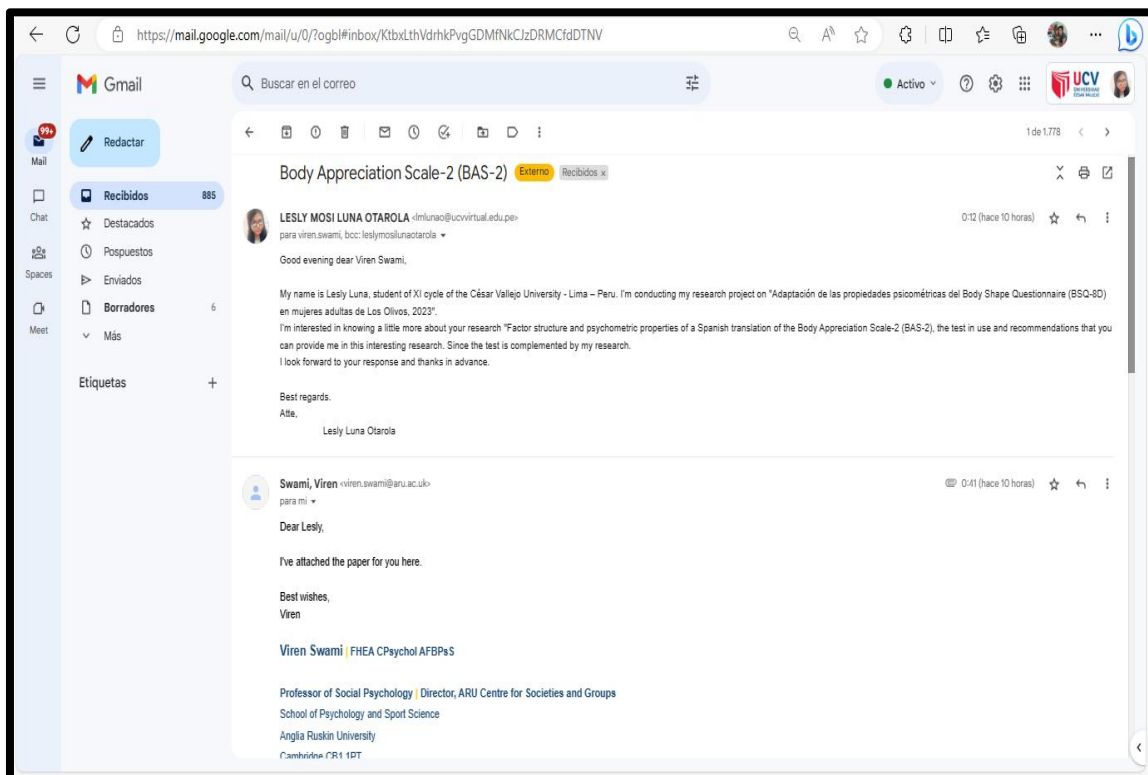 https://mail.google.com/mail/u/0/?ogbl#inbox/KtbxLthVdrhkPvgGDMfNkCJzDRMCfdDTNV
Gmail
Buscar en el correo
Activo
UCV
UNIVERSIDAD
CÉSAR VALLEJO
99+
Mail
Redactar
1 de 1.778
Chat
Spaces
Meet
Recibidos 885
Destacados
Pospuestos
Enviados
Borradores 6
Más
Etiquetas +
Body Appreciation Scale-2 (BAS-2) Externo Recibidos x
LESLY MOSI LUNA OTAROLA <lmlunao@ucvvirtual.edu.pe> 0:12 (hace 10 horas)
para viren.swami, bcc: leslymosilunaotarola
Good evening dear Viren Swami,
My name is Lesly Luna, student of XI cycle of the César Vallejo University - Lima – Peru. I'm conducting my research project on "Adaptación de las propiedades psicométricas del Body Shape Questionnaire (BSQ-8D)
en mujeres adultas de Los Olivos, 2023".
I'm interested in knowing a little more about your research "Factor structure and psychometric properties of a Spanish translation of the Body Appreciation Scale-2 (BAS-2), the test in use and recommendations that you
can provide me in this interesting research. Since the test is complemented by my research.
I look forward to your response and thanks in advance.
Best regards.
Atte,
Lesly Luna Otarola
Swami, Viren <viren.swami@aru.ac.uk> 0:41 (hace 10 horas)
para mi
Dear Lesly,
I've attached the paper for you here.
Best wishes,
Viren
Viren Swami | FHEA CPsychol AFBPsS
Professor of Social Psychology | Director, ARU Centre for Societies and Groups
School of Psychology and Sport Science
Anglia Ruskin University
Cambridge CB1 1PT